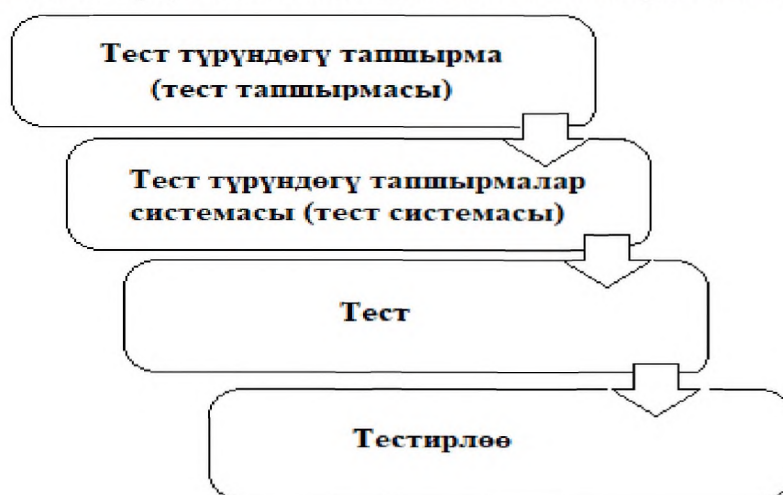 Тест түрүндөгү тапшырма
(тест тапшырмасы)
Тест түрүндөгү тапшырмалар
системасы (тест системасы)
Тест
Тестирлөө